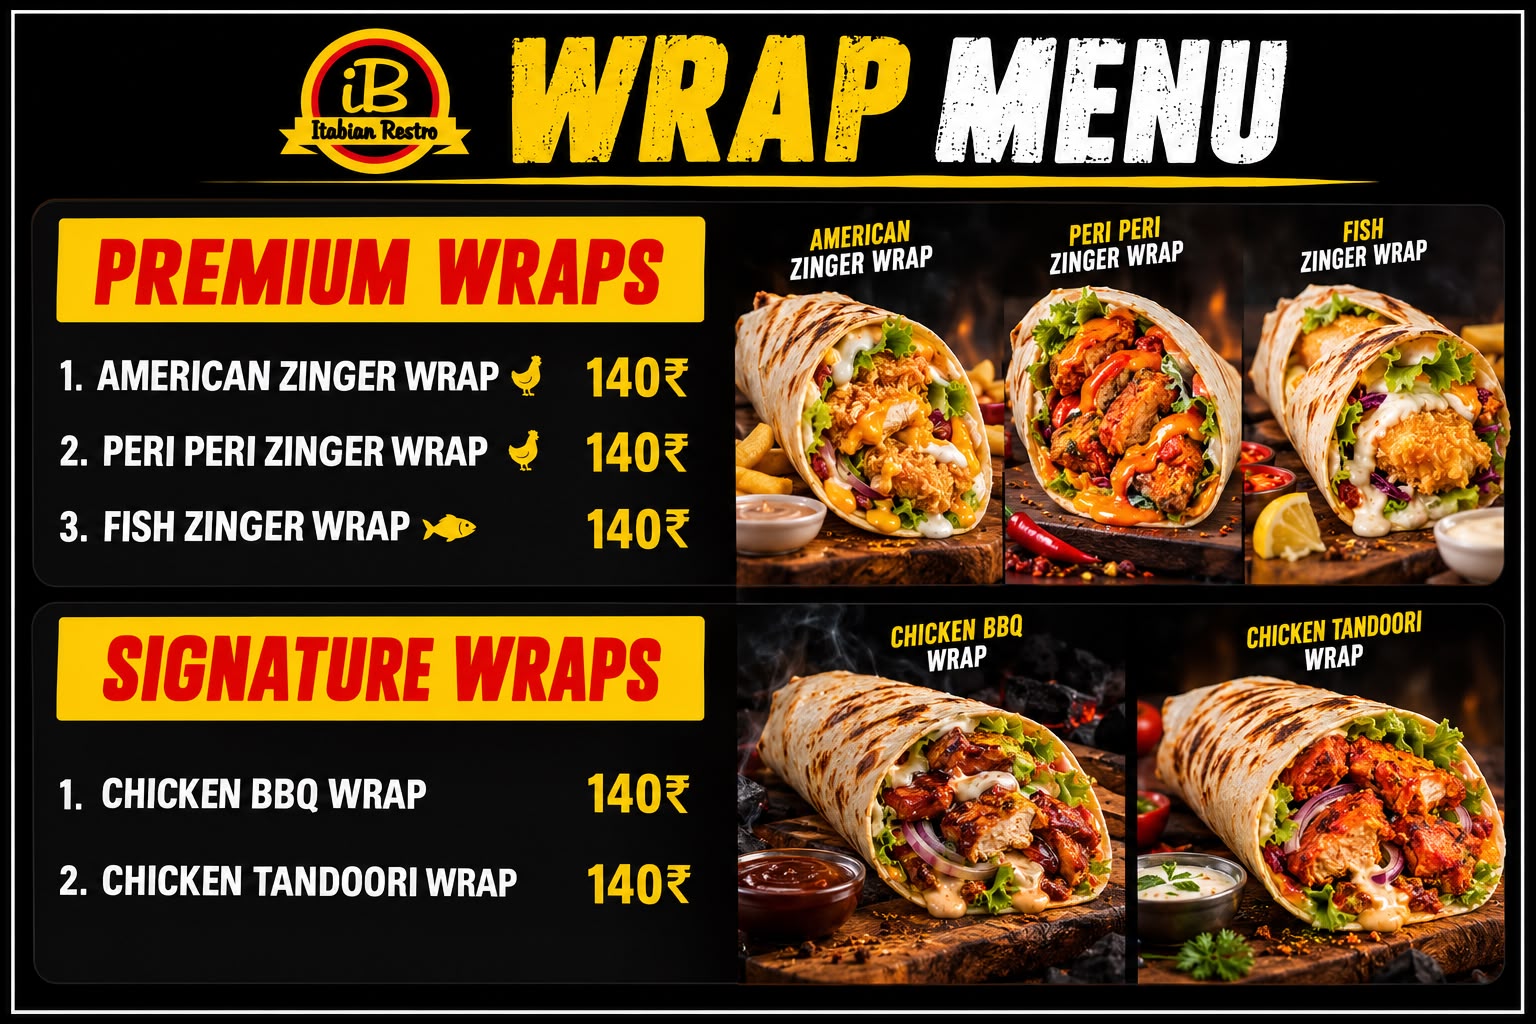 iB
Itabian Restro
WRAP MENU
PREMIUM WRAPS
1. AMERICAN ZINGER WRAP 140₹
2. PERI PERI ZINGER WRAP 140₹
3. FISH ZINGER WRAP 140₹
AMERICAN
ZINGER WRAP
PERI PERI
ZINGER WRAP
FISH
ZINGER WRAP
SIGNATURE WRAPS
1. CHICKEN BBQ WRAP 140₹
2. CHICKEN TANDOORI WRAP 140₹
CHICKEN BBQ
WRAP
CHICKEN TANDOORI
WRAP